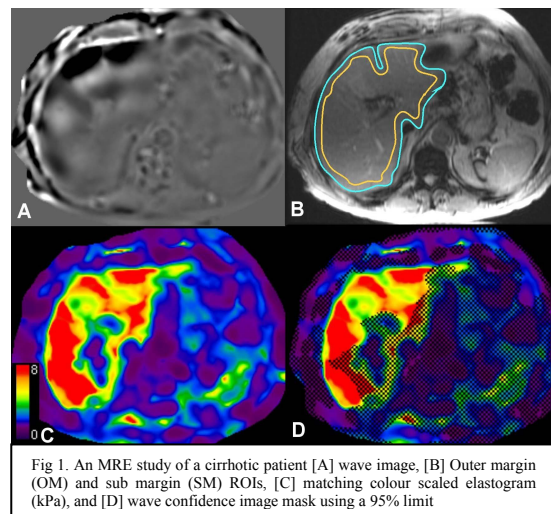 A
B
8
0
C
D
Fig 1. An MRE study of a cirrhotic patient [A] wave image, [B] Outer margin
(OM) and sub margin (SM) ROIs, [C] matching colour scaled elastogram
(kPa), and [D] wave confidence image mask using a 95% limit